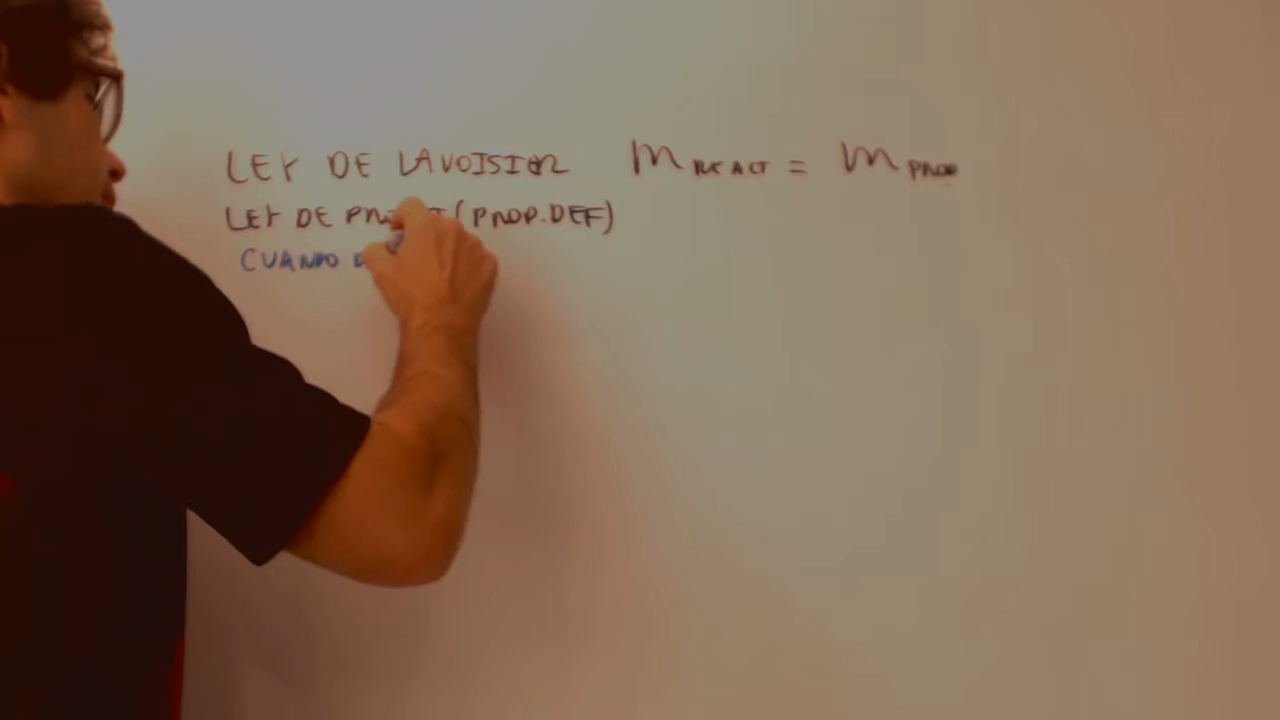 LEY DE LAVOISIER m REACT = m PROD
LEY DE (PROP.DEF)
CUANDO